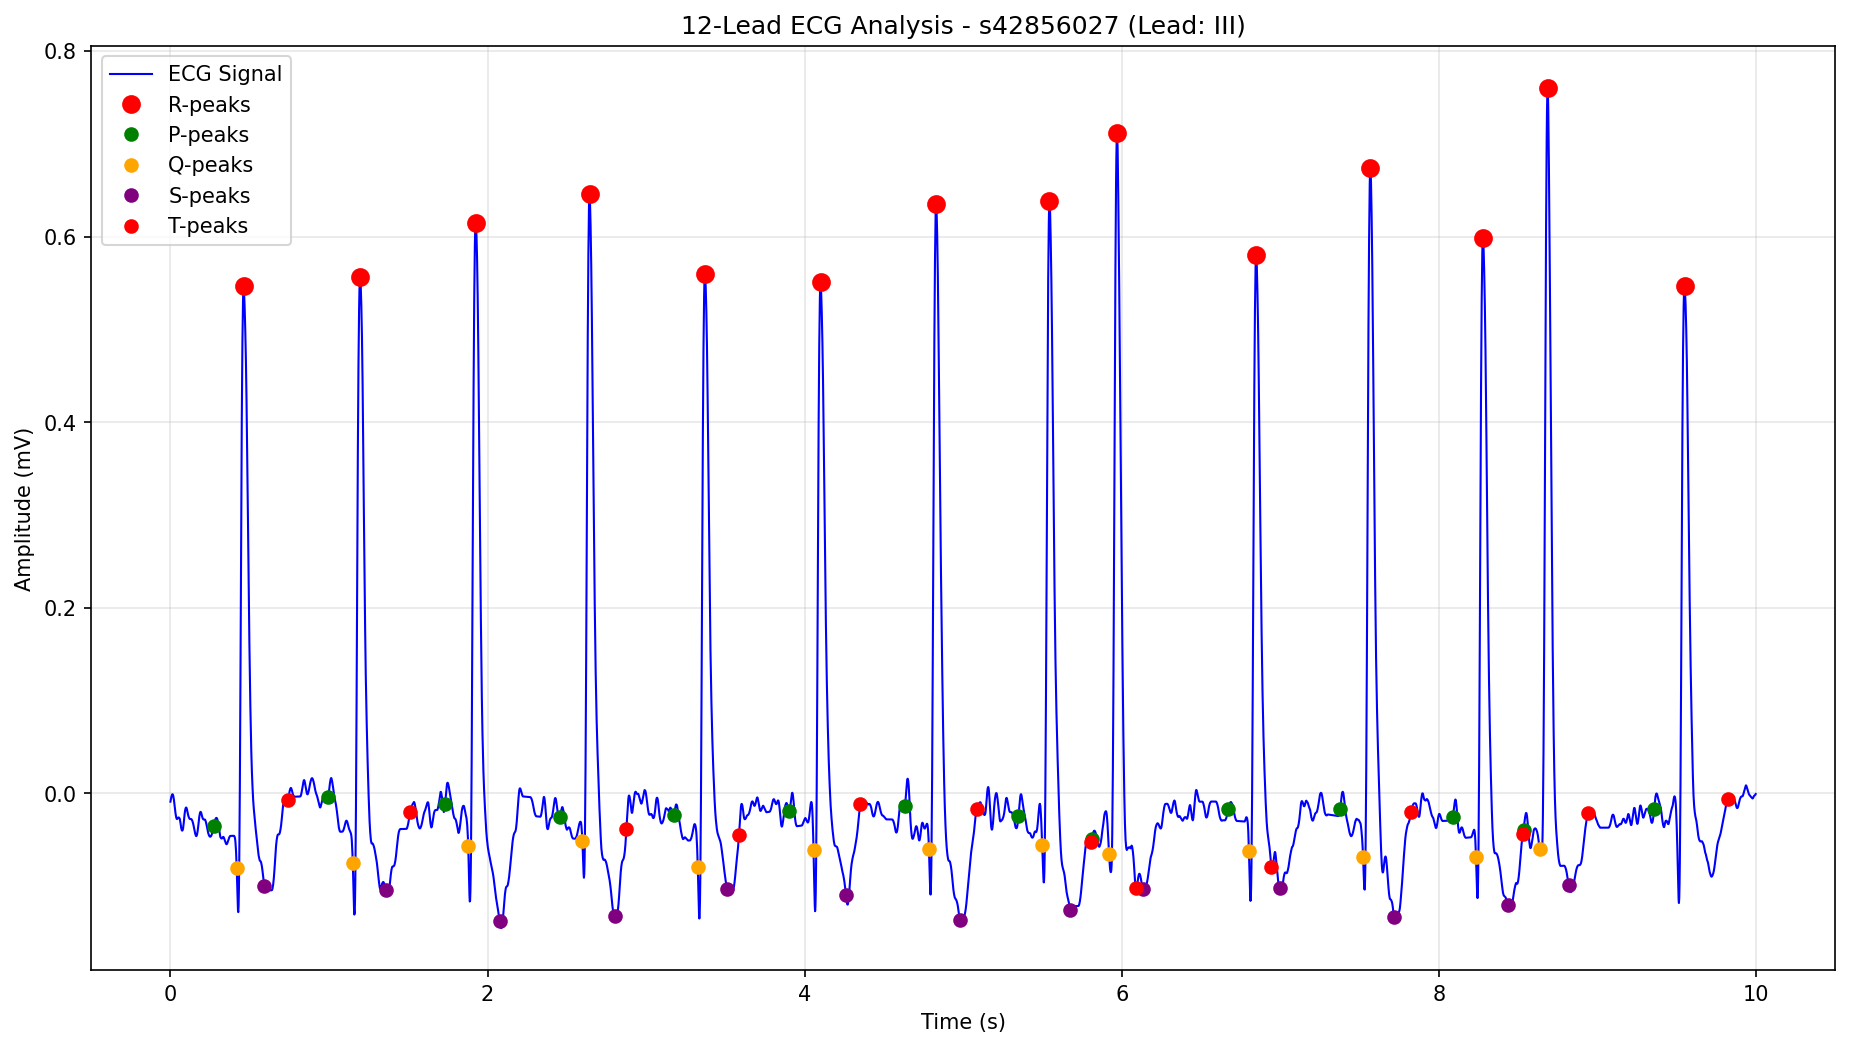 12-Lead ECG Analysis - s42856027 (Lead: III)
ECG Signal
R-peaks
P-peaks
Q-peaks
S-peaks
T-peaks
Amplitude (mV)
0.8
0.6
0.4
0.2
0.0
0 2 4 6 8 10
Time (s)